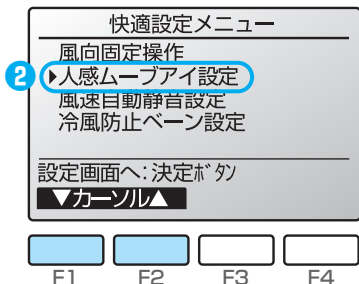 快適設定メニュー
風向固定操作
2 ▶人感ムーブアイ設定
風速自動静音設定
冷風防止ベーン設定
設定画面へ:決定ボタン
▼カーソル▲
F1 F2 F3 F4